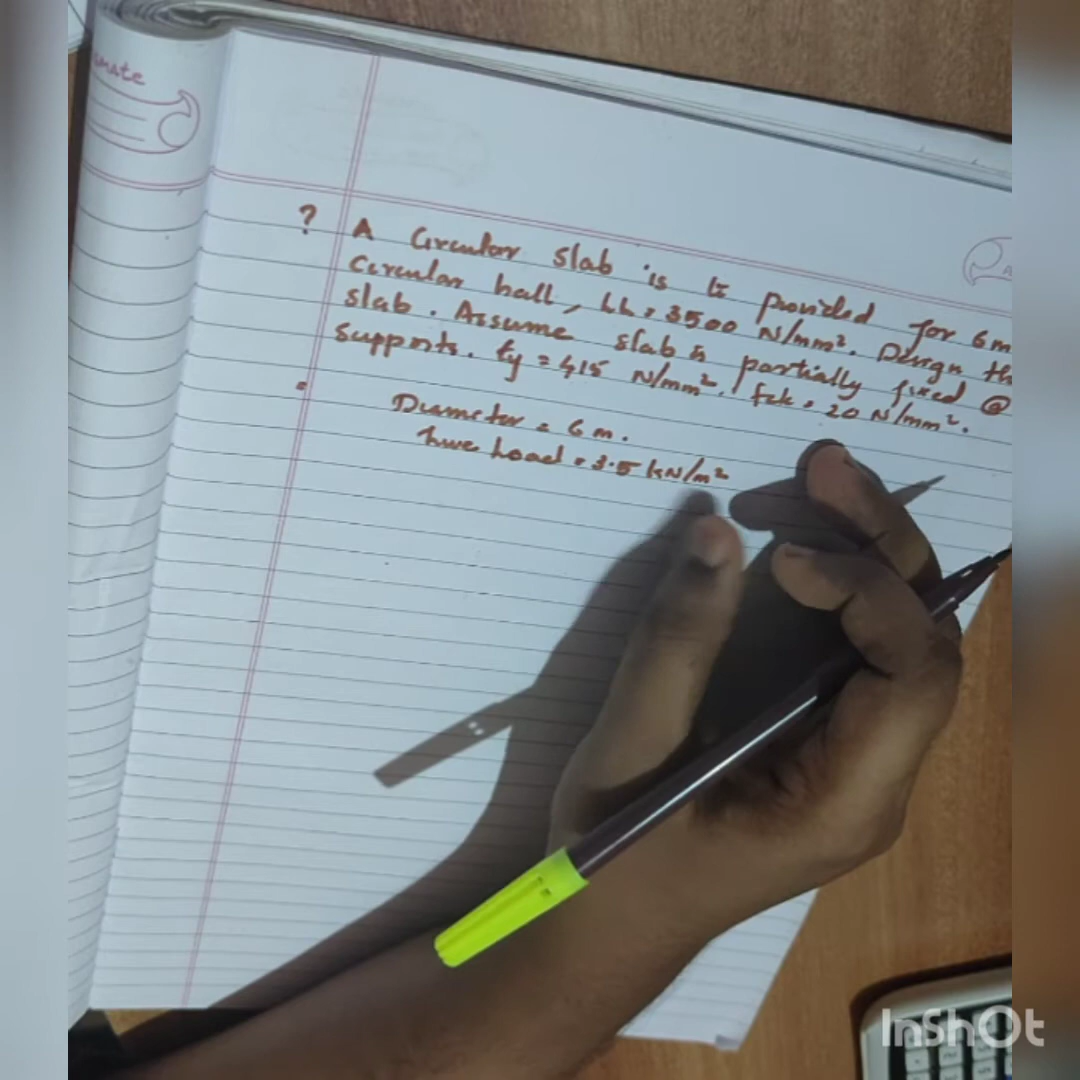 ? A Circular slab is to provided for 6m
Circular hall, LL = 3500 N/mm². Design th
slab. Assume slab is partially fixed @
Supports. fy = 415 N/mm², fck = 20 N/mm².
Diameter = 6 m.
Live Load = 3.5 kN/m²
InShOt